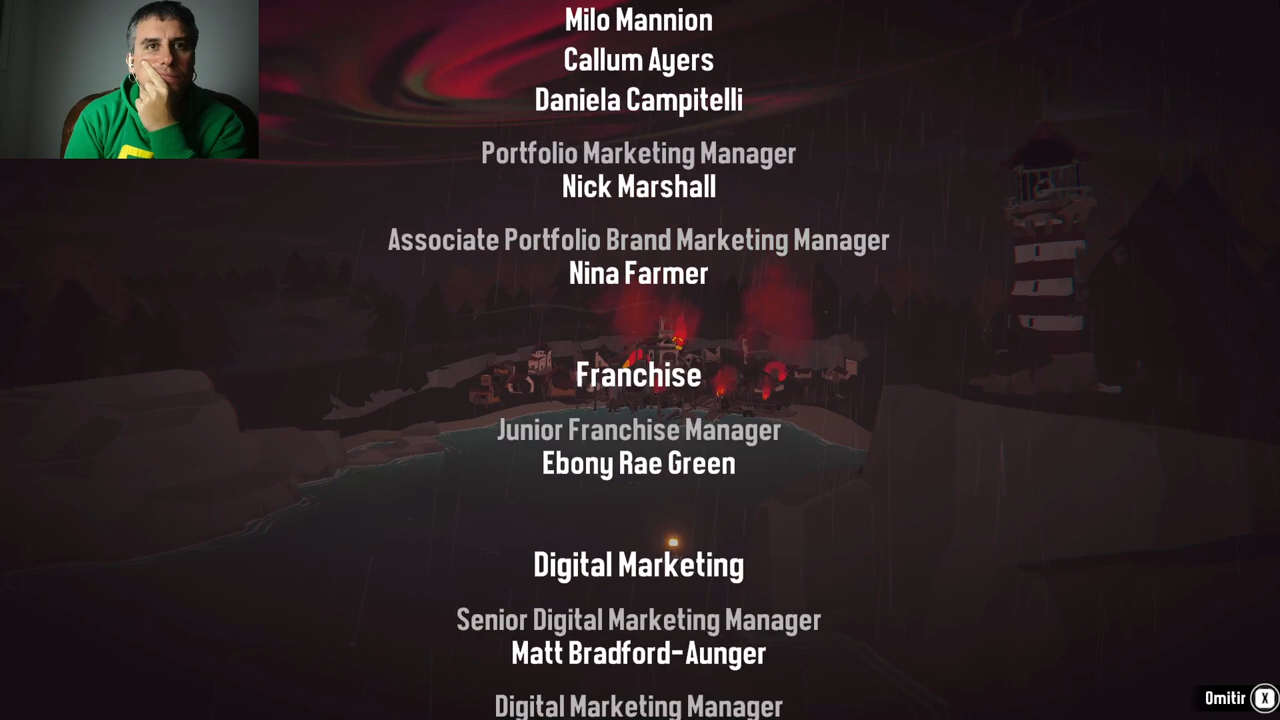 Milo Mannion
Callum Ayers
Daniela Campitelli
Portfolio Marketing Manager
Nick Marshall
Associate Portfolio Brand Marketing Manager
Nina Farmer
Franchise
Junior Franchise Manager
Ebony Rae Green
Digital Marketing
Senior Digital Marketing Manager
Matt Bradford-Aunger
Digital Marketing Manager
Omitir X